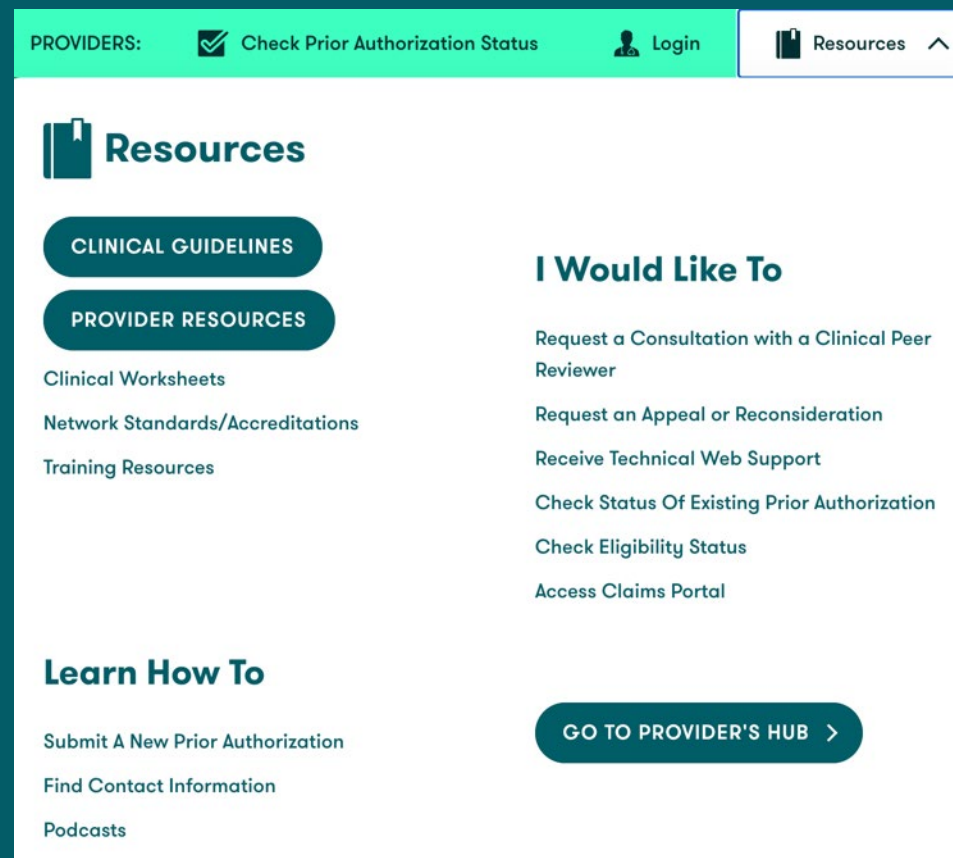 PROVIDERS: Check Prior Authorization Status Login Resources
Resources
CLINICAL GUIDELINES
PROVIDER RESOURCES
Clinical Worksheets
Network Standards/Accreditations
Training Resources
I Would Like To
Request a Consultation with a Clinical Peer
Reviewer
Request an Appeal or Reconsideration
Receive Technical Web Support
Check Status Of Existing Prior Authorization
Check Eligibility Status
Access Claims Portal
Learn How To
Submit A New Prior Authorization
Find Contact Information
Podcasts
GO TO PROVIDER'S HUB